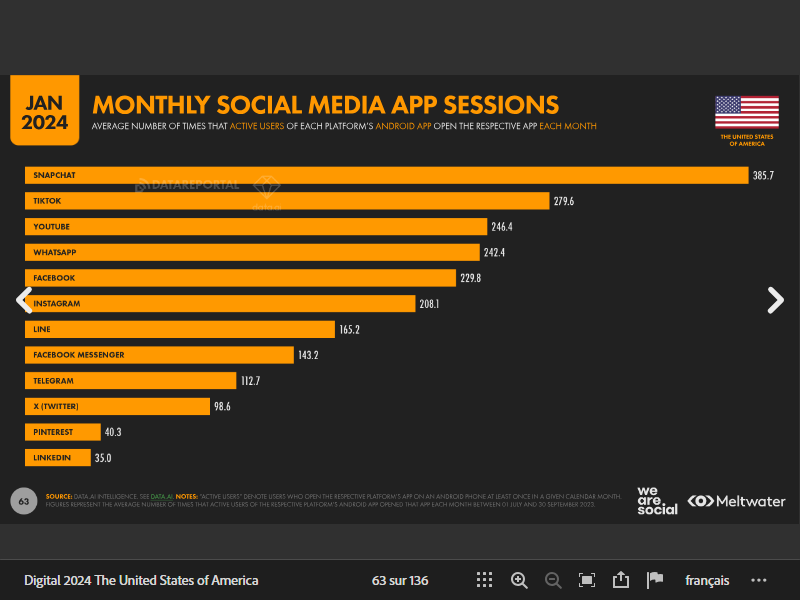 JAN
2024
MONTHLY SOCIAL MEDIA APP SESSIONS
AVERAGE NUMBER OF TIMES THAT ACTIVE USERS OF EACH PLATFORM'S ANDROID APP OPEN THE RESPECTIVE APP EACH MONTH
THE UNITED STATES
OF AMERICA
SNAPCHAT 385.7
DATAREPORTAL
TIKTOK 279.6
YOUTUBE 246.4
WHATSAPP 242.4
FACEBOOK 229.8
INSTAGRAM 208.1
LINE 165.2
FACEBOOK MESSENGER 143.2
TELEGRAM 112.7
X (TWITTER) 98.6
PINTEREST 40.3
LINKEDIN 35.0
63
SOURCE: DATA.AI INTELLIGENCE. SEE DATA.AI. NOTES: "ACTIVE USERS" DENOTE USERS WHO OPEN THE RESPECTIVE PLATFORM'S APP ON AN ANDROID PHONE AT LEAST ONCE IN A GIVEN CALENDAR MONTH.
FIGURES REPRESENT THE AVERAGE NUMBER OF TIMES THAT ACTIVE USERS OF THE RESPECTIVE PLATFORM'S ANDROID APP OPENED THAT APP EACH MONTH BETWEEN 01 JULY AND 30 SEPTEMBER 2023.
we
are
social
Meltwater
Digital 2024 The United States of America
63 sur 136
français